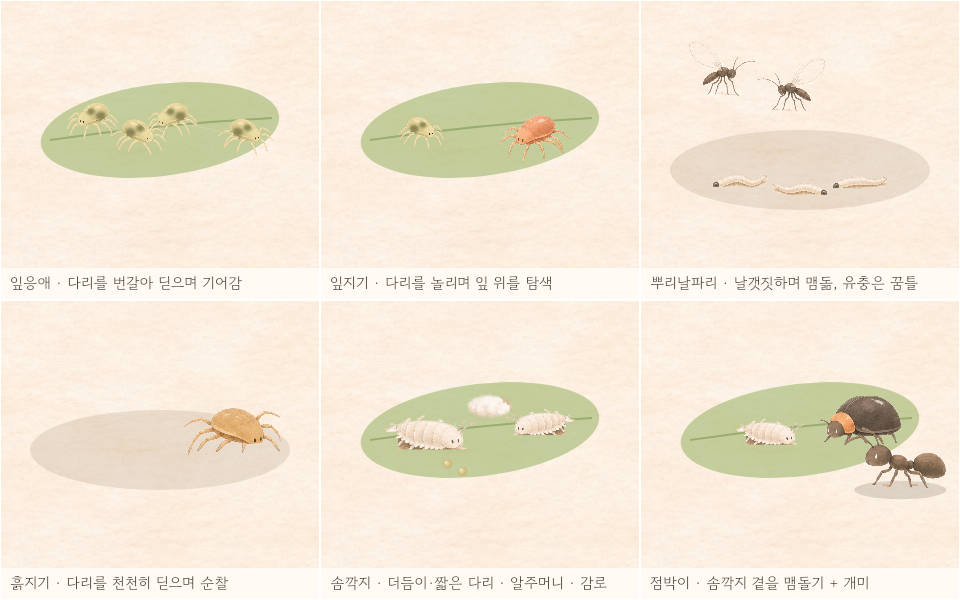 잎응애 · 다리를 번갈아 딛으며 기어감
잎지기 · 다리를 놀리며 잎 위를 탐색
뿌리날파리 · 날갯짓하며 맴돎, 유충은 꿈틀
흙지기 · 다리를 천천히 딛으며 순찰
솜깍지 · 더듬이·짧은 다리 · 알주머니 · 감로
점박이 · 솜깍지 곁을 맴돌기 + 개미